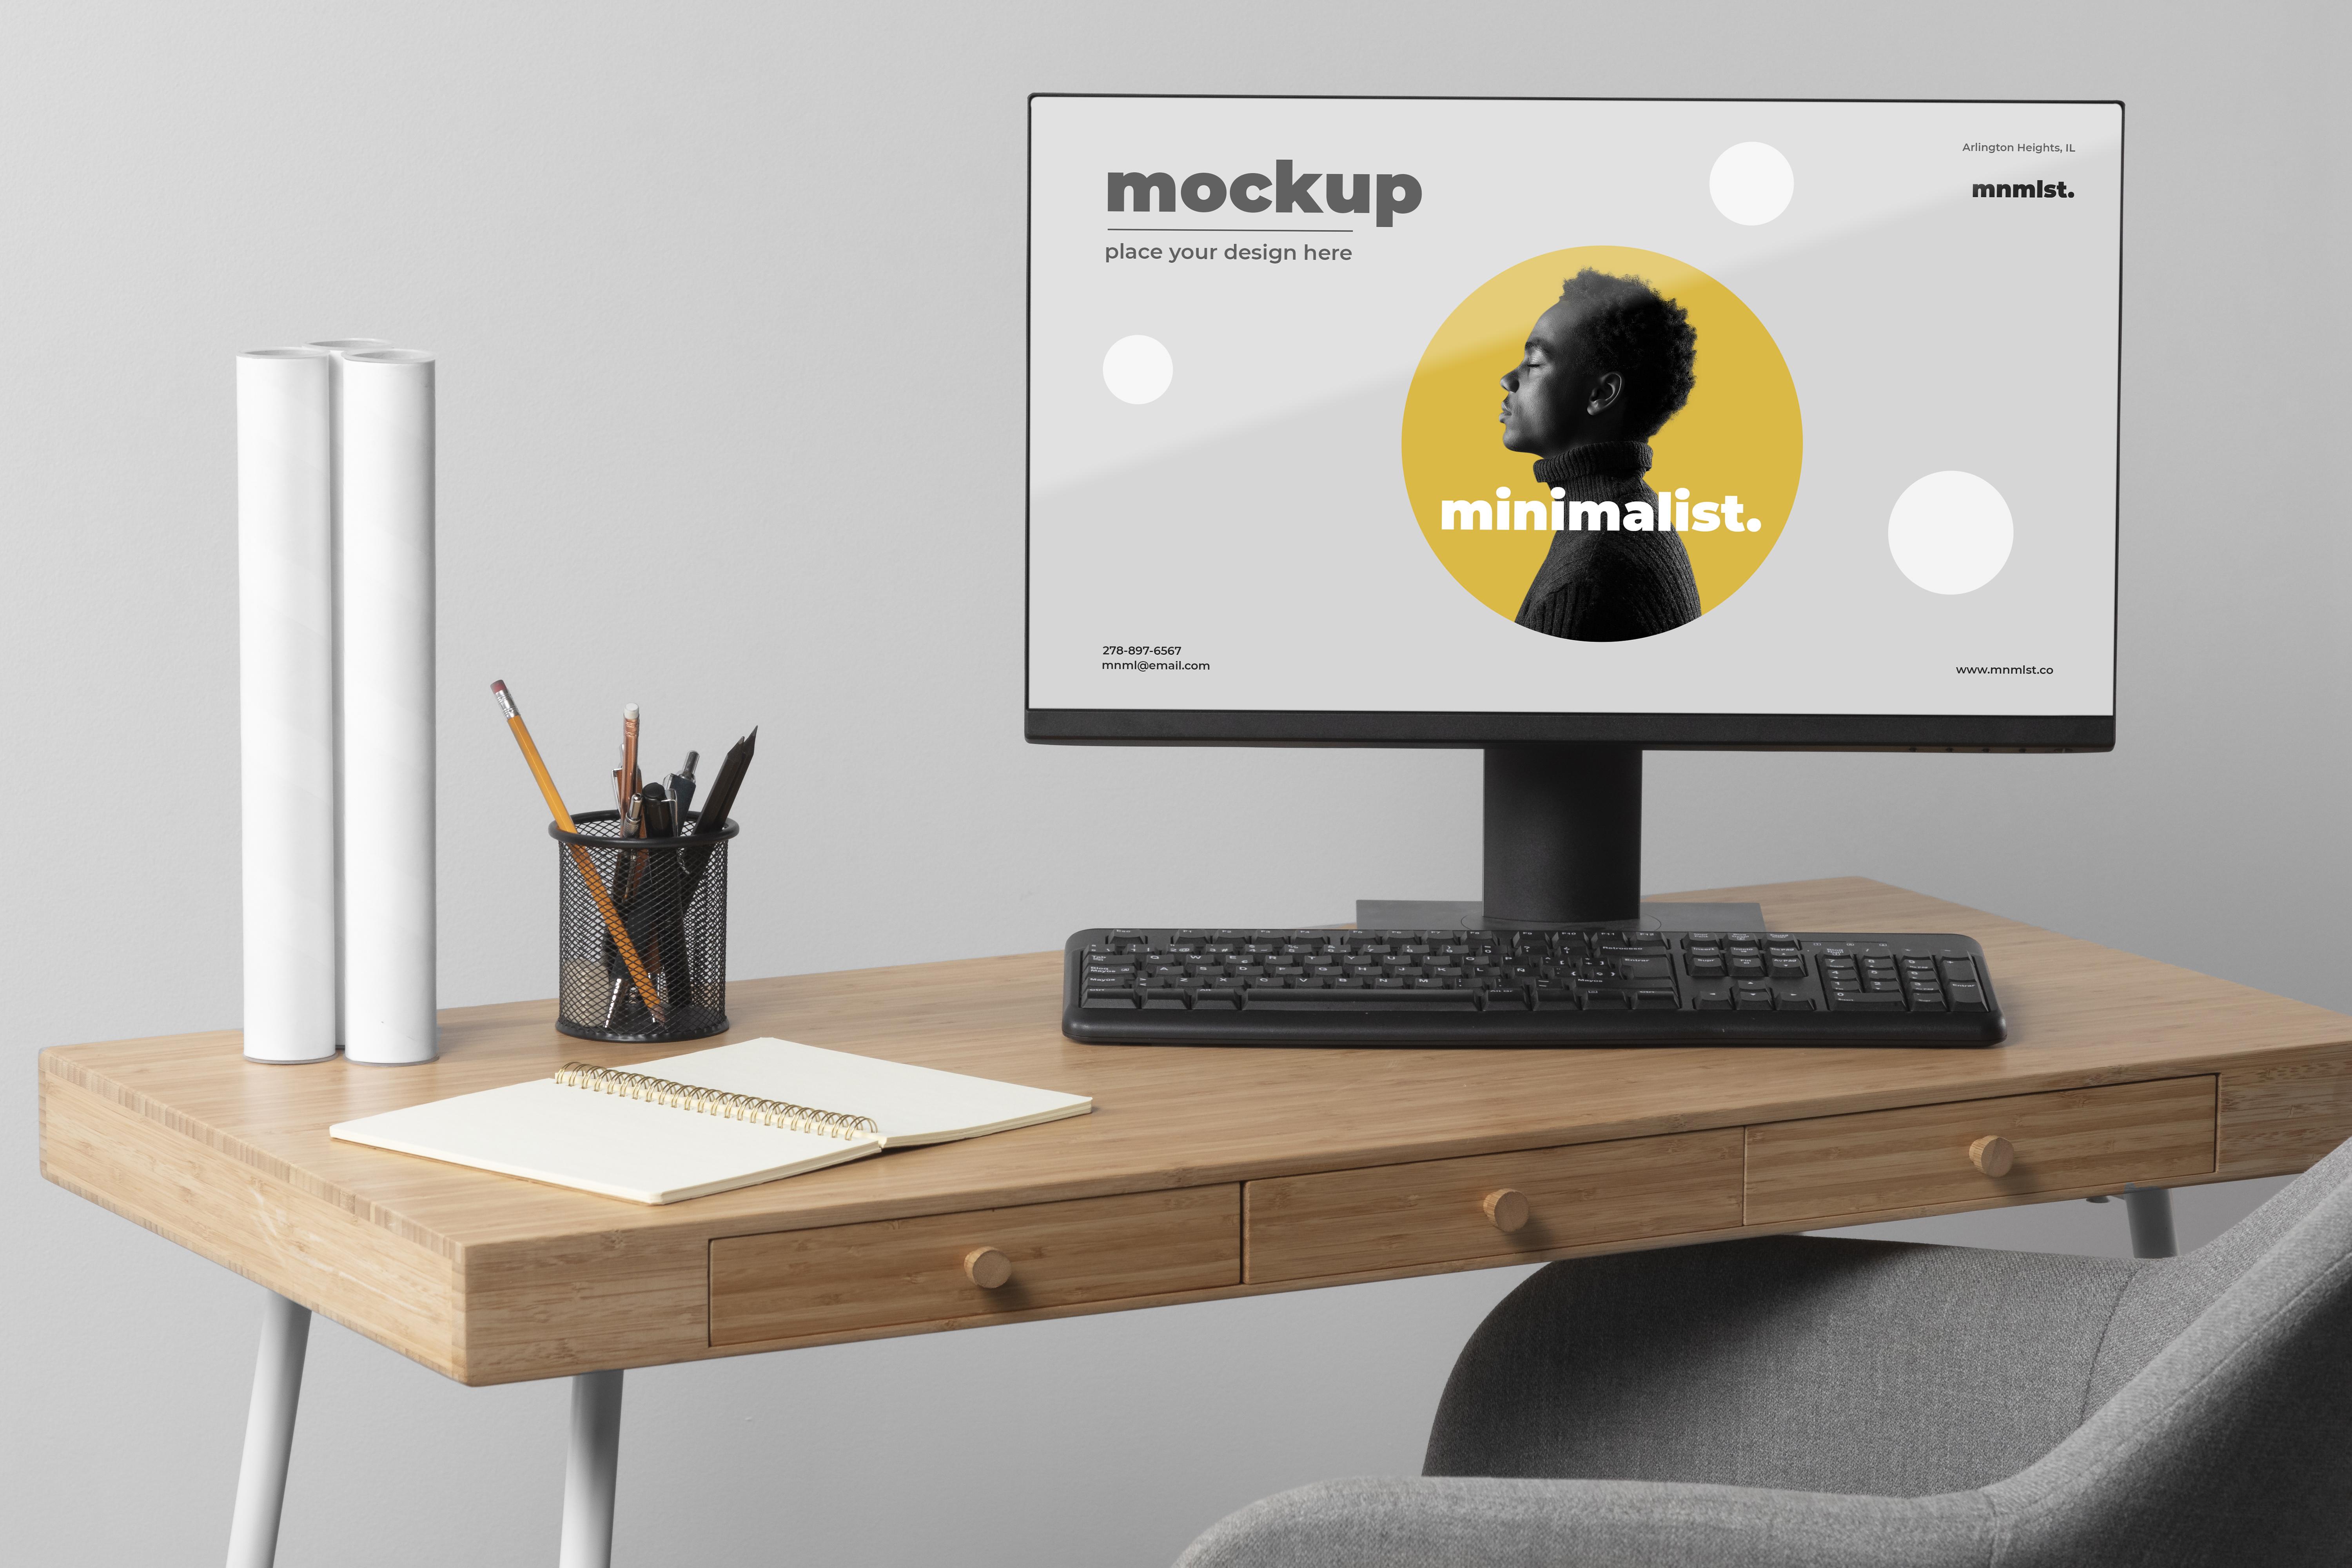 mockup
place your design here
Arlington Heights, IL
mnmlst.
minimalist.
278-897-6567
mnml@email.com
www.mnmlst.co